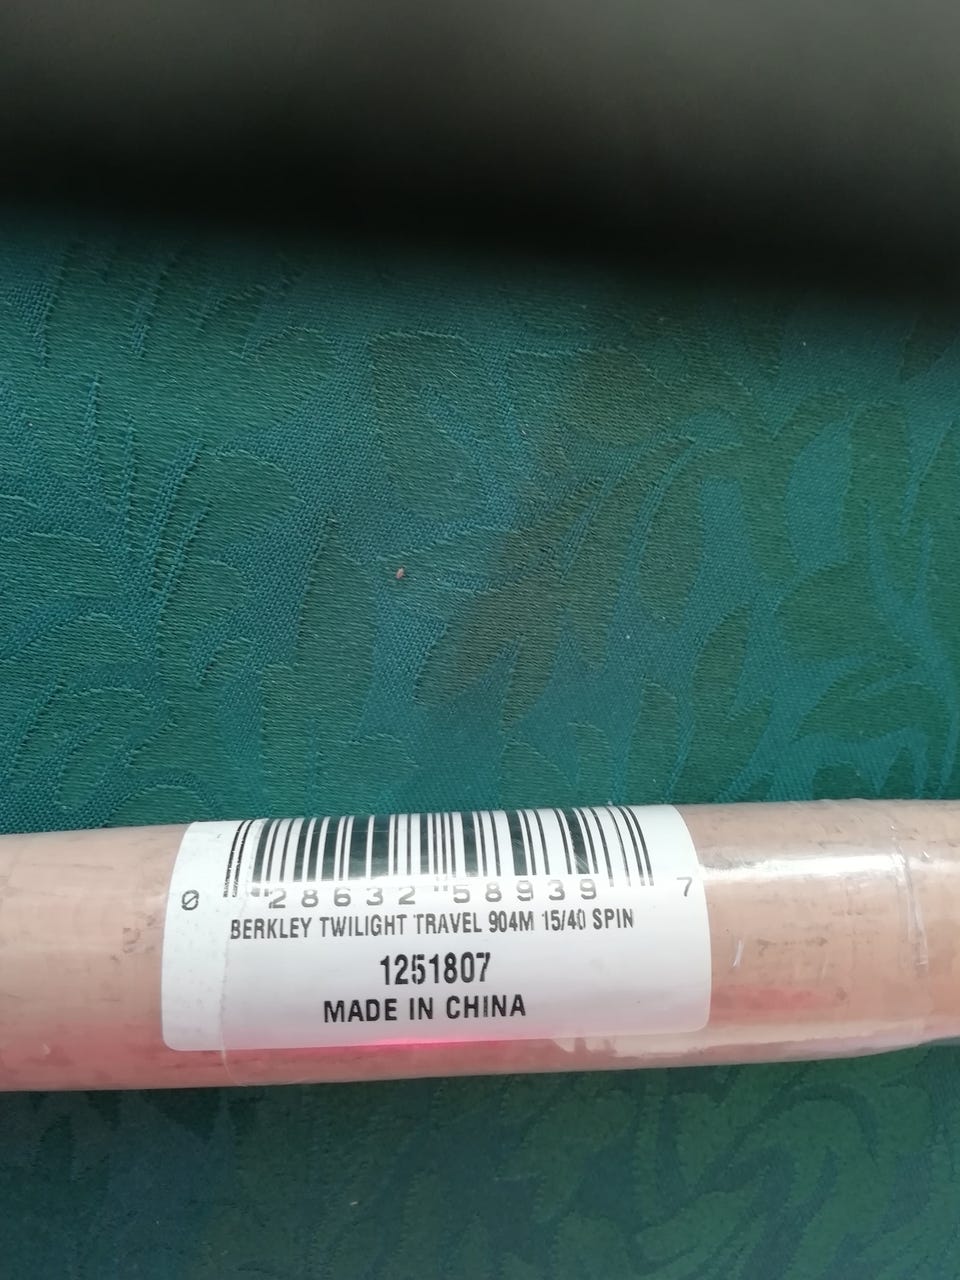 0 28632 58939 7
BERKLEY TWILIGHT TRAVEL 904M 15/40 SPIN
1251807
MADE IN CHINA